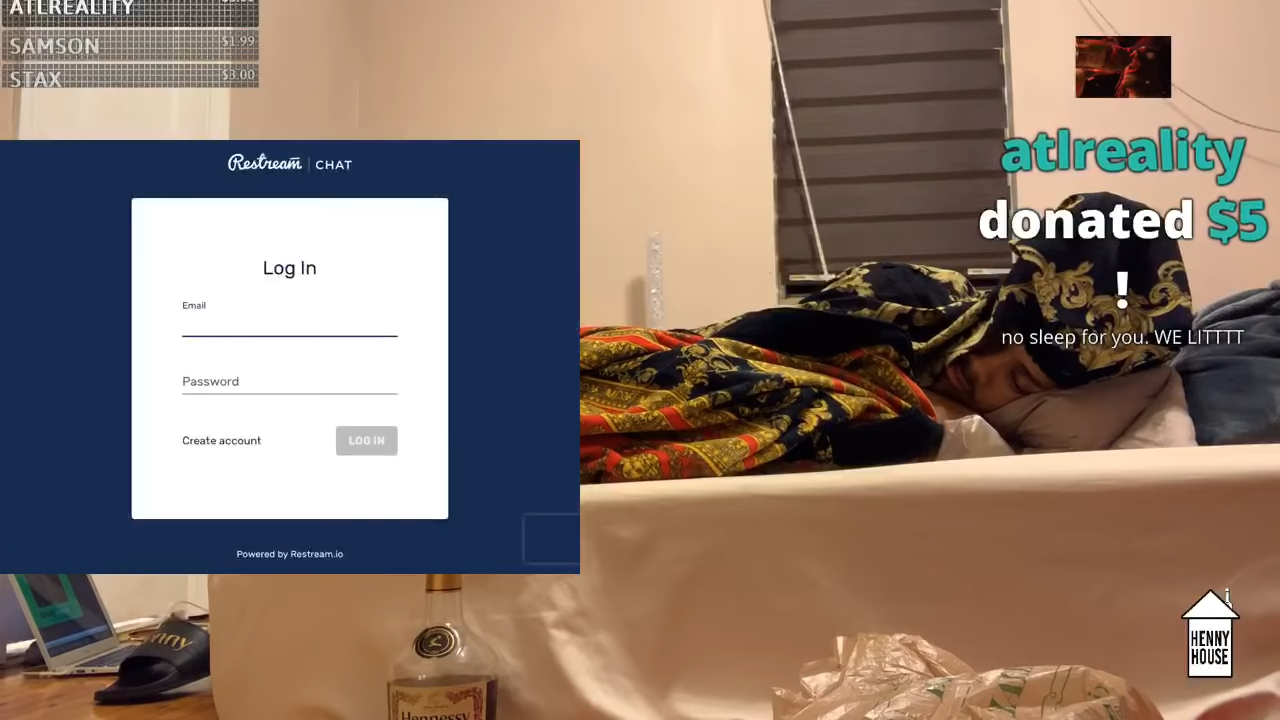 ATLREALITY
SAMSON $1.99
STAX $3.00
Restream | CHAT
Log In
Email
Password
Create account LOG IN
Powered by Restream.io
atlreality
donated $5
!
no sleep for you. WE LITTTT
HENNY
HOUSE
Hennessy